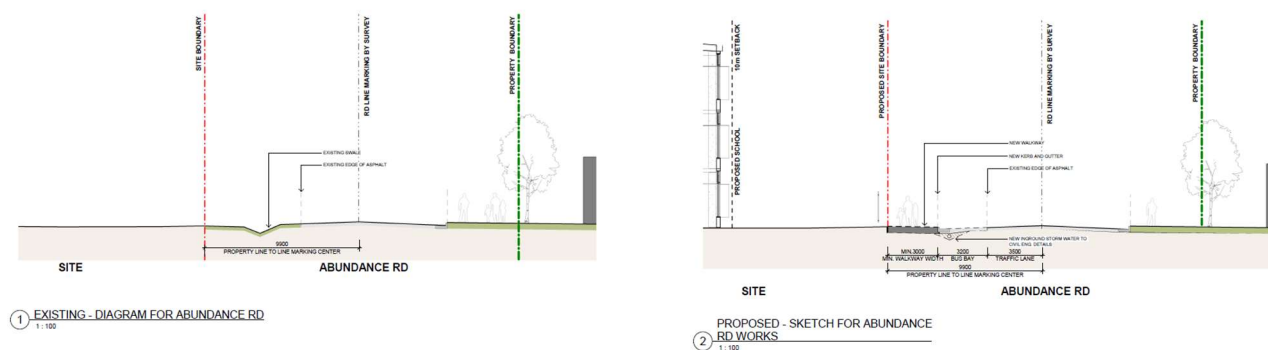 SITE BOUNDARY
RD LINE MARKING BY SURVEY
PROPERTY BOUNDARY
EXISTING SWALE
EXISTING EDGE OF ASPHALT
9900
PROPERTY LINE TO LINE MARKING CENTER
SITE
ABUNDANCE RD
1
EXISTING - DIAGRAM FOR ABUNDANCE RD
1 : 100
10m SETBACK
PROPOSED SCHOOL
PROPOSED SITE BOUNDARY
RD LINE MARKING BY SURVEY
PROPERTY BOUNDARY
NEW WALKWAY
NEW KERB AND GUTTER
EXISTING EDGE OF ASPHALT
NEW INGROUND STORM WATER TO
CIVIL ENG. DETAILS
MIN.3000
3200
3500
MIN. WALKWAY WIDTH
BUS BAY
TRAFFIC LANE
9900
PROPERTY LINE TO LINE MARKING CENTER
SITE
ABUNDANCE RD
2
PROPOSED - SKETCH FOR ABUNDANCE
RD WORKS
1 : 100